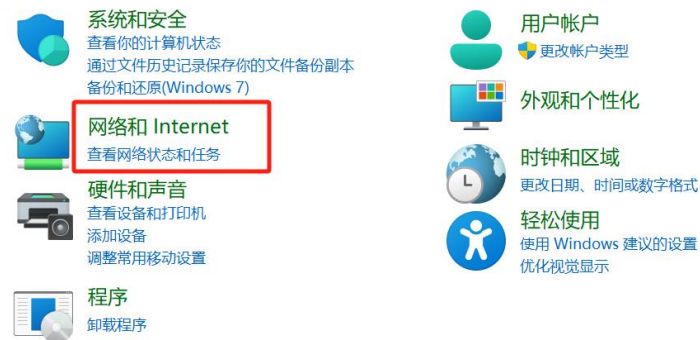 系统和安全
查看你的计算机状态
通过文件历史记录保存你的文件备份副本
备份和还原(Windows 7)
网络和 Internet
查看网络状态和任务
硬件和声音
查看设备和打印机
添加设备
调整常用移动设置
程序
卸载程序
用户帐户
更改帐户类型
外观和个性化
时钟和区域
更改日期、时间或数字格式
轻松使用
使用 Windows 建议的设置
优化视觉显示